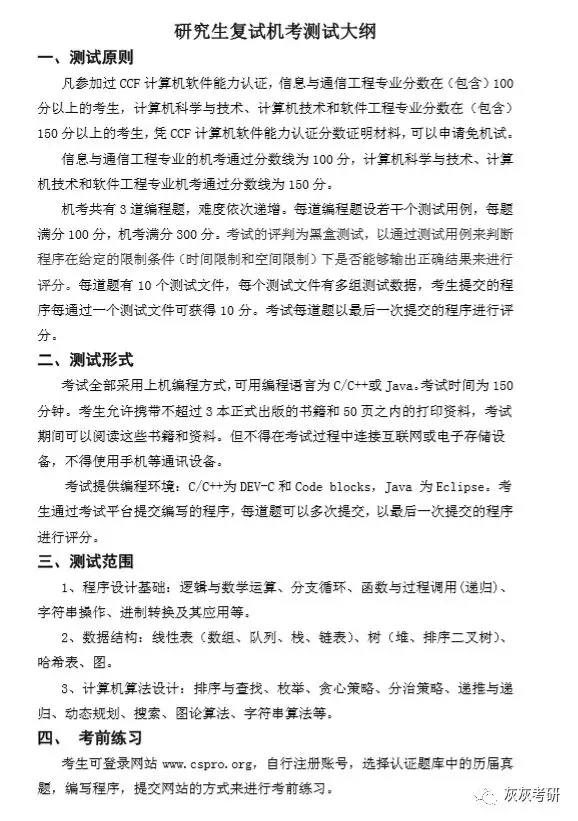 研究生复试机考测试大纲
一、测试原则
凡参加过 CCF 计算机软件能力认证，信息与通信工程专业分数在（包含）100
分以上的考生，计算机科学与技术、计算机技术和软件工程专业分数在（包含）
150 分以上的考生，凭 CCF 计算机软件能力认证分数证明材料，可以申请免机试。
信息与通信工程专业的机考通过分数线为 100 分，计算机科学与技术、计算
机技术和软件工程专业机考通过分数线为 150 分。
机考共有 3 道编程题，难度依次递增。每道编程题设若干个测试用例，每题
满分 100 分，机考满分 300 分。考试的评判为黑盒测试，以通过测试用例来判断
程序在给定的限制条件（时间限制和空间限制）下是否能够输出正确结果来进行
评分。每道题有 10 个测试文件，每个测试文件有多组测试数据，考生提交的程
序每通过一个测试文件可获得 10 分。考试每道题以最后一次提交的程序进行评
分。
二、测试形式
考试全部采用上机编程方式，可用编程语言为 C/C++或 Java。考试时间为 150
分钟。考生允许携带不超过 3 本正式出版的书籍和 50 页之内的打印资料，考试
期间可以阅读这些书籍和资料。但不得在考试过程中连接互联网或电子存储设
备，不得使用手机等通讯设备。
考试提供编程环境：C/C++为 DEV-C 和 Code blocks，Java 为 Eclipse。考
生通过考试平台提交编写的程序，每道题可以多次提交，以最后一次提交的程序
进行评分。
三、测试范围
1、程序设计基础：逻辑与数学运算、分支循环、函数与过程调用(递归)、
字符串操作、进制转换及其应用等。
2、数据结构：线性表（数组、队列、栈、链表）、树（堆、排序二叉树）、
哈希表、图。
3、计算机算法设计：排序与查找、枚举、贪心策略、分治策略、递推与递
归、动态规划、搜索、图论算法、字符串算法等。
四、 考前练习
考生可登录网站 www.cspro.org，自行注册账号，选择认证题库中的历届真
题，编写程序，提交网站的方式来进行考前练习。
灰灰考研